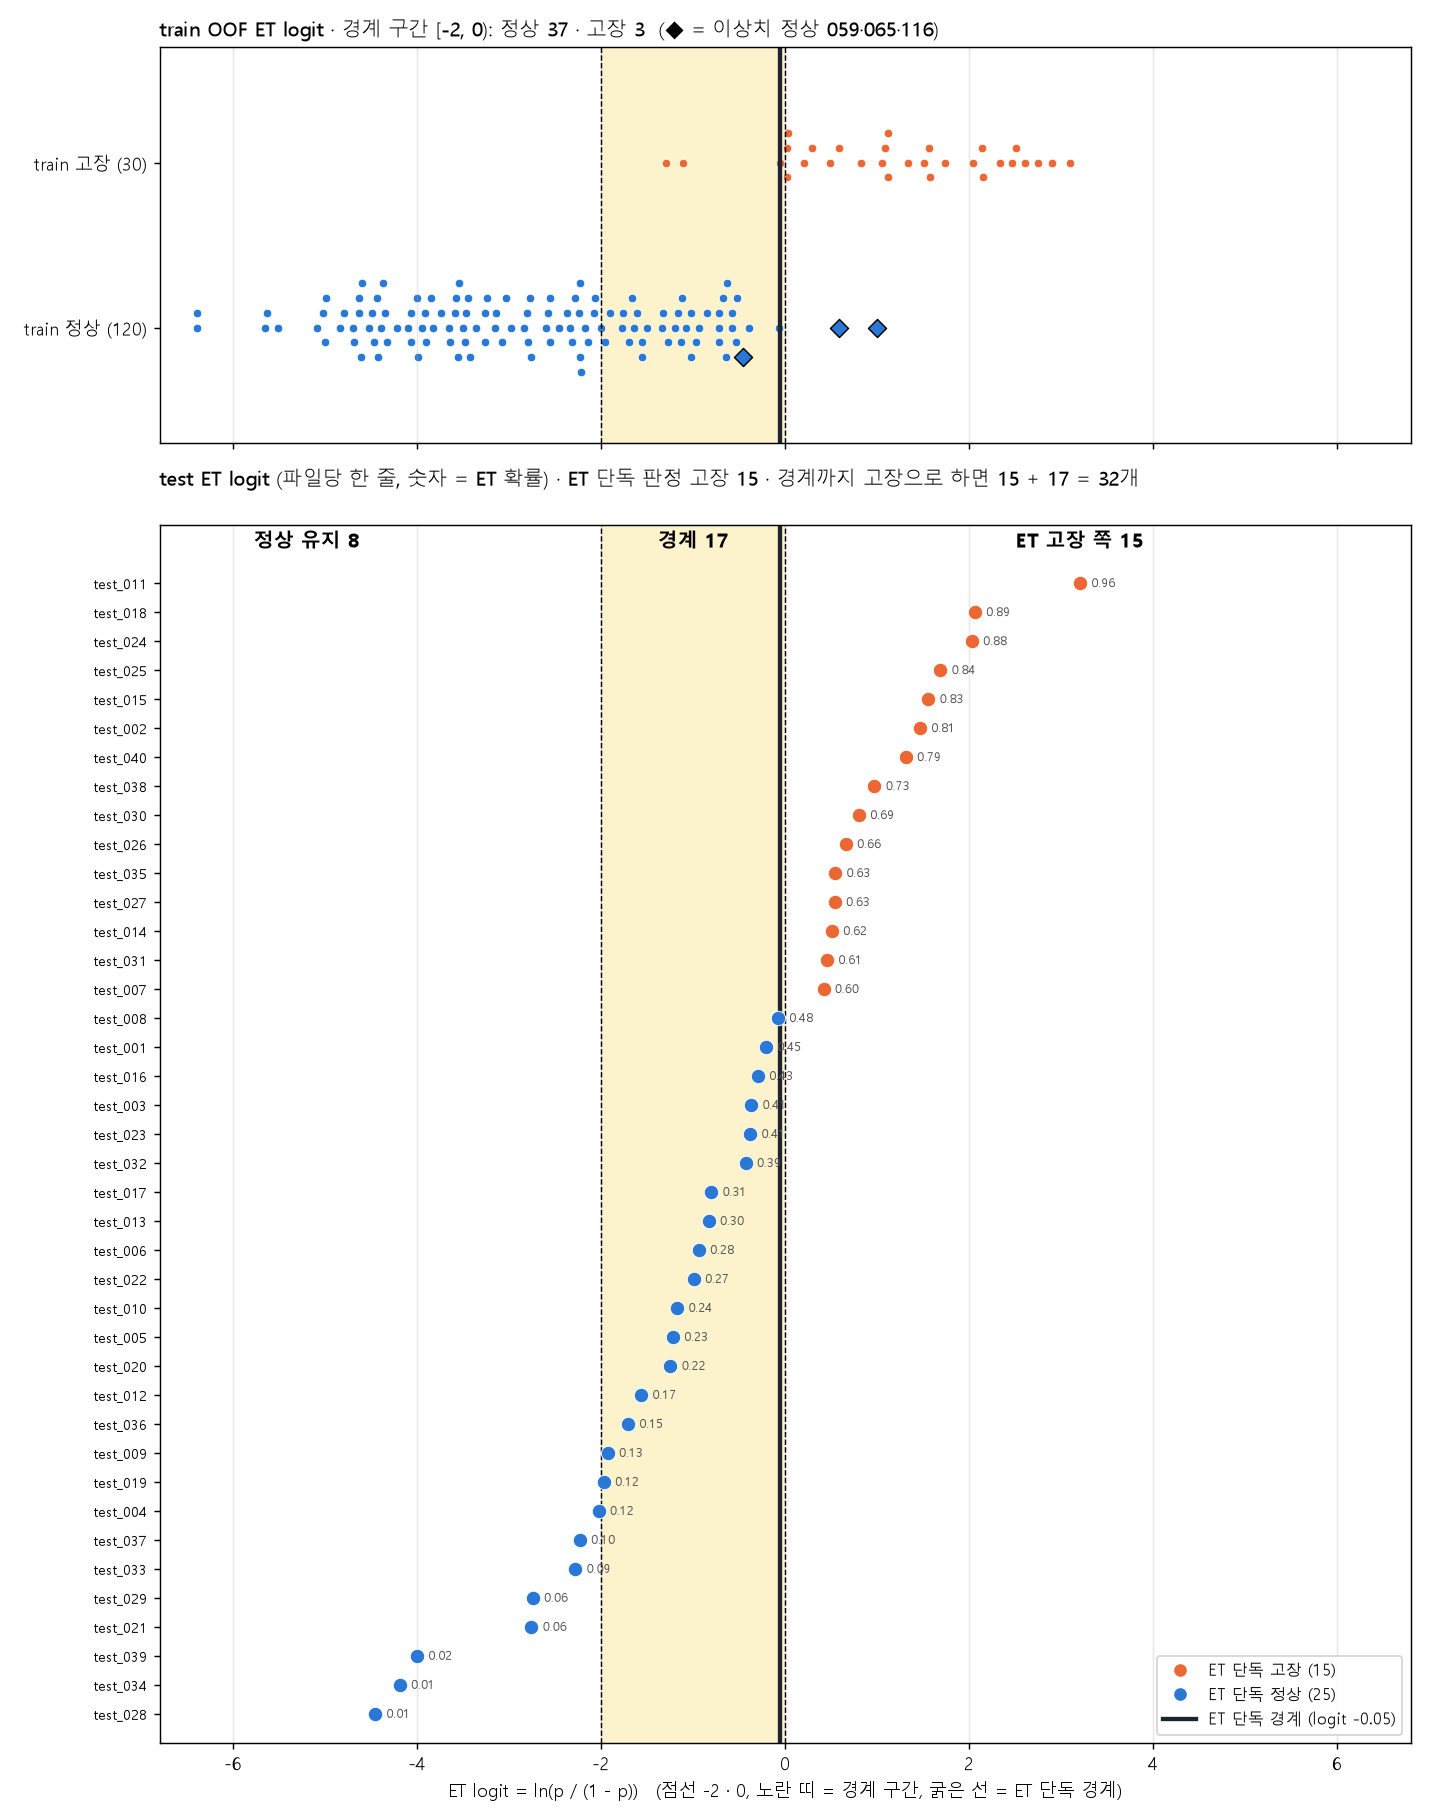 train OOF ET logit · 경계 구간 [-2, 0): 정상 37 · 고장 3 (◆ = 이상치 정상 059·065·116)
train 고장 (30)
train 정상 (120)
test ET logit (파일당 한 줄, 숫자 = ET 확률) · ET 단독 판정 고장 15 · 경계까지 고장으로 하면 15 + 17 = 32개
정상 유지 8 경계 17 ET 고장 쪽 15
test_011 0.96
test_018 0.89
test_024 0.88
test_025 0.84
test_015 0.83
test_002 0.81
test_040 0.79
test_038 0.73
test_030 0.69
test_026 0.66
test_035 0.63
test_027 0.63
test_014 0.62
test_031 0.61
test_007 0.60
test_008 0.48
test_001 0.45
test_016 0.43
test_003
test_023
test_032 0.39
test_017 0.31
test_013 0.30
test_006 0.28
test_022 0.27
test_010 0.24
test_005 0.23
test_020 0.22
test_012 0.17
test_036 0.15
test_009 0.13
test_019 0.12
test_004 0.12
test_037 0.10
test_033 0.09
test_029 0.06
test_021 0.06
test_039 0.02
test_034 0.01
test_028 0.01
ET 단독 고장 (15)
ET 단독 정상 (25)
ET 단독 경계 (logit -0.05)
-6 -4 -2 0 2 4 6
ET logit = ln(p / (1 - p)) (점선 -2 · 0, 노란 띠 = 경계 구간, 굵은 선 = ET 단독 경계)